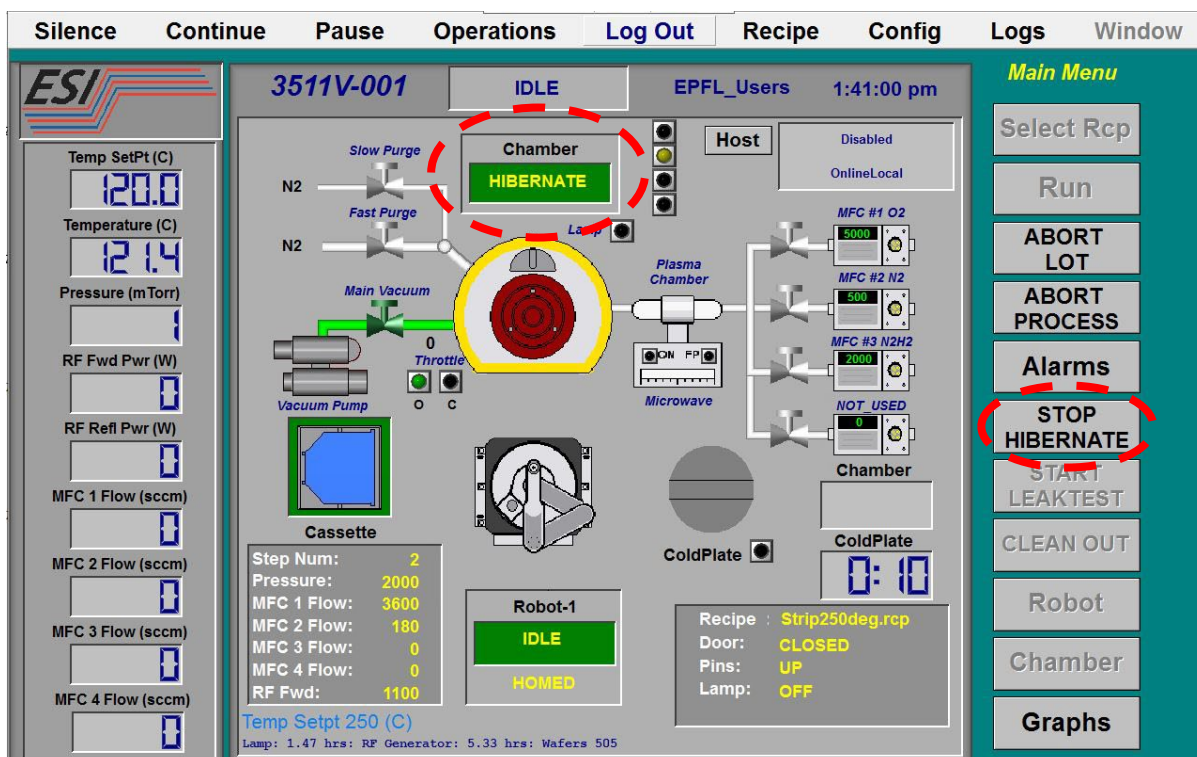 Silence Continue Pause Operations Log Out Recipe Config Logs Window
ESI
3511V-001 IDLE EPFL_Users 1:41:00 pm
Temp SetPt (C)
120.0
Temperature (C)
121.4
Pressure (mTorr)
1
RF Fwd Pwr (W)
0
RF Refl Pwr (W)
0
MFC 1 Flow (sccm)
0
MFC 2 Flow (sccm)
0
MFC 3 Flow (sccm)
0
MFC 4 Flow (sccm)
0
Slow Purge
N2
Fast Purge
N2
Main Vacuum
Chamber
HIBERNATE
Host
Disabled
OnlineLocal
0
Throttle
O C
Vacuum Pump
Plasma
Chamber
ON FP
Microwave
MFC #1 O2
5000
MFC #2 N2
500
MFC #3 N2H2
2000
NOT_USED
0
Chamber
Cassette
ColdPlate
ColdPlate
0:10
Step Num: 2
Pressure: 2000
MFC 1 Flow: 3600
MFC 2 Flow: 180
MFC 3 Flow: 0
MFC 4 Flow: 0
RF Fwd: 1100
Robot-1
IDLE
HOMED
Recipe : Strip250deg.rcp
Door: CLOSED
Pins: UP
Lamp: OFF
Temp Setpt 250 (C)
Lamp: 1.47 hrs: RF Generator: 5.33 hrs: Wafers 505
Main Menu
Select Rcp
Run
ABORT
LOT
ABORT
PROCESS
Alarms
STOP
HIBERNATE
START
LEAKTEST
CLEAN OUT
Robot
Chamber
Graphs